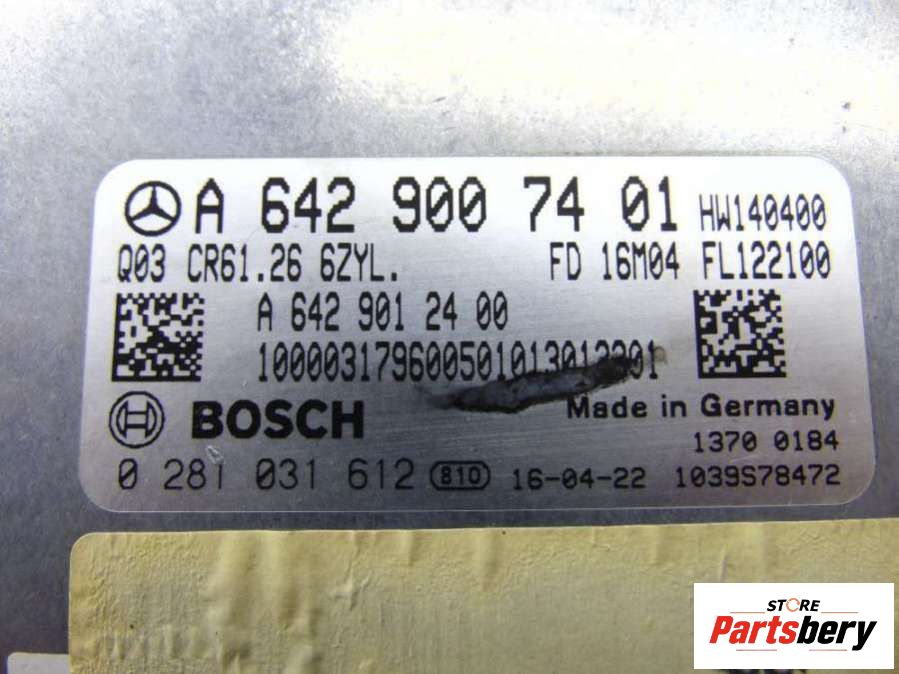 A 642 900 74 01 HW140400
Q03 CR61.26 6ZYL. FD 16M04 FL122100
A 642 901 24 00
100003179600501013012201
BOSCH
Made in Germany
1370 0184
0 281 031 612 810 16-04-22 1039S78472
STORE
Partsbery